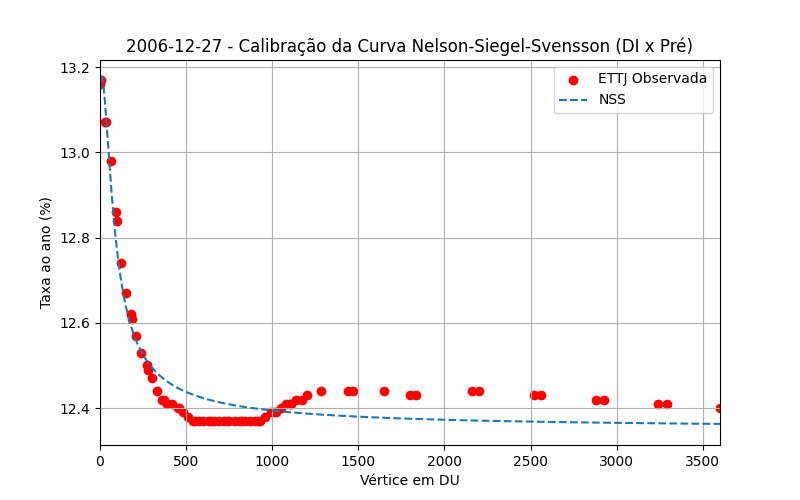 2006-12-27 - Calibração da Curva Nelson-Siegel-Svensson (DI x Pré)
ETTJ Observada
NSS
Taxa ao ano (%)
13.2
13.0
12.8
12.6
12.4
0 500 1000 1500 2000 2500 3000 3500
Vértice em DU